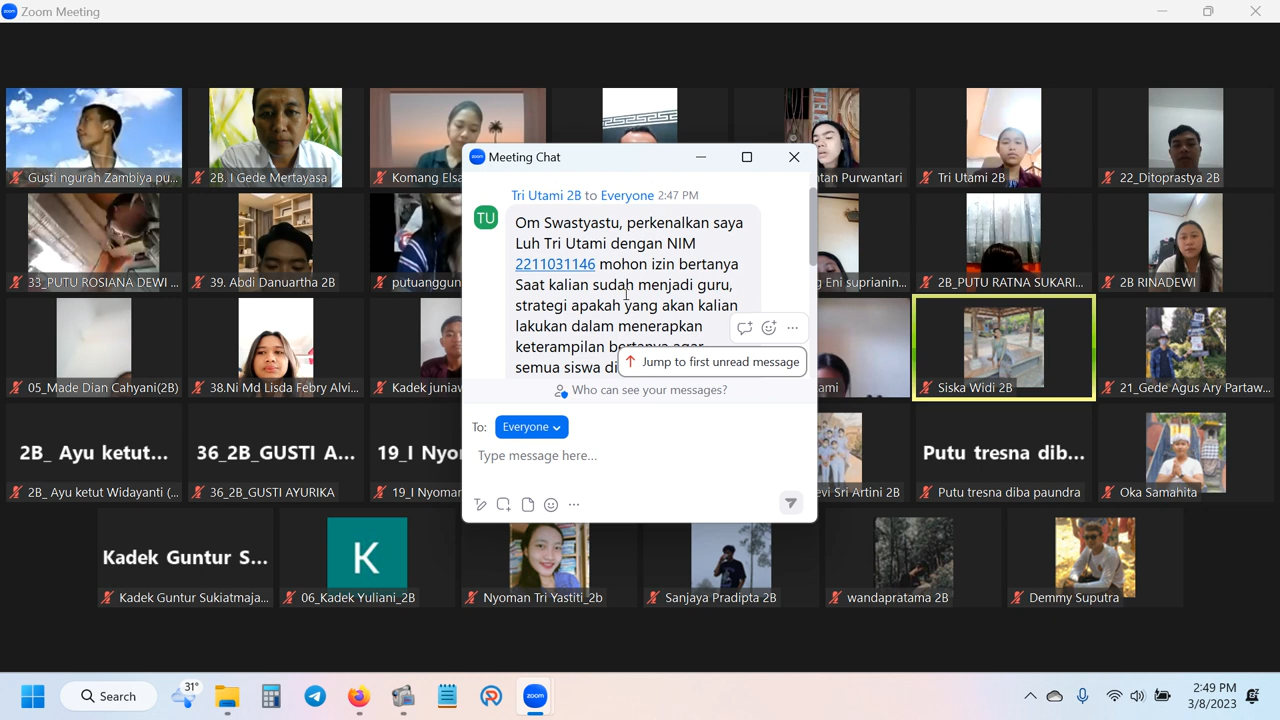 Zoom Meeting
Gusti ngurah Zambiya pu...
2B. I Gede Mertayasa
Komang Elsa
ntan Purwantari
Tri Utami 2B
22_Ditoprastya 2B
Meeting Chat
Tri Utami 2B to Everyone 2:47 PM
TU
Om Swastyastu, perkenalkan saya
Luh Tri Utami dengan NIM
2211031146 mohon izin bertanya
Saat kalian sudah menjadi guru,
strategi apakah yang akan kalian
lakukan dalam menerapkan
keterampilan bertanya agar
semua siswa di
Jump to first unread message
Who can see your messages?
To:
Everyone
Type message here...
33_PUTU ROSIANA DEWI ...
39. Abdi Danuartha 2B
putuanggun
g Eni suprianin...
2B_PUTU RATNA SUKARI...
2B RINADEWI
05_Made Dian Cahyani(2B)
38.Ni Md Lisda Febry Alvi...
Kadek juniaw
ami
Siska Widi 2B
21_Gede Agus Ary Partaw...
2B_ Ayu ketut...
2B_ Ayu ketut Widayanti (...
36_2B_GUSTI A...
36_2B_GUSTI AYURIKA
19_I Nyo
19_I Nyoman
evi Sri Artini 2B
Putu tresna dib...
Putu tresna diba paundra
Oka Samahita
Kadek Guntur S...
Kadek Guntur Sukiatmaja...
K
06_Kadek Yuliani_2B
Nyoman Tri Yastiti_2b
Sanjaya Pradipta 2B
wandapratama 2B
Demmy Suputra
31°
Search
zoom
2:49 PM
3/8/2023